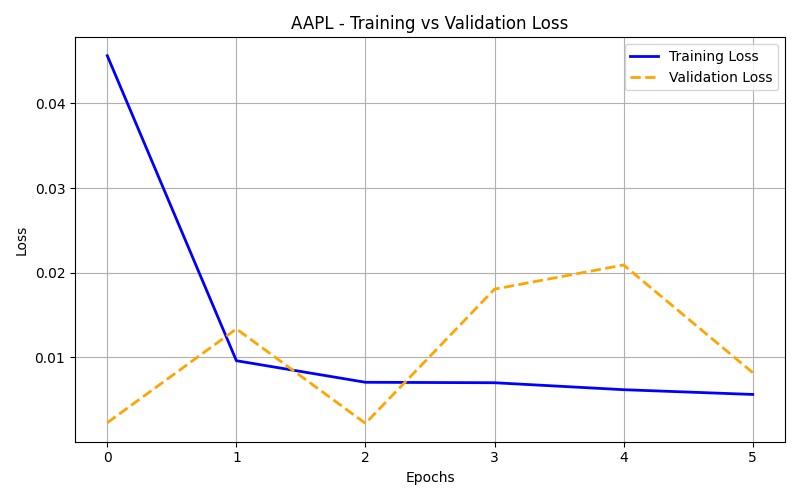 AAPL - Training vs Validation Loss
Training Loss
Validation Loss
0.04
0.03
0.02
0.01
Loss
0 1 2 3 4 5
Epochs